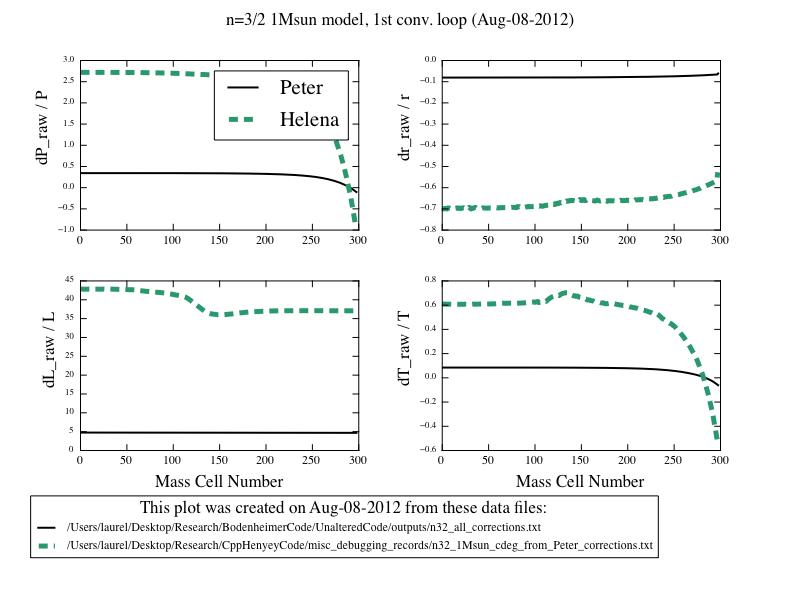 n=3/2 1Msun model, 1st conv. loop (Aug-08-2012)
dP_raw / P
3.0
2.5
2.0
1.5
1.0
0.5
0.0
−0.5
−1.0
0 50 100 150 200 250 300
Peter
Helena
dr_raw / r
0.0
−0.1
−0.2
−0.3
−0.4
−0.5
−0.6
−0.7
−0.8
0 50 100 150 200 250 300
dL_raw / L
45
40
35
30
25
20
15
10
5
0
0 50 100 150 200 250 300
Mass Cell Number
dT_raw / T
0.8
0.6
0.4
0.2
0.0
−0.2
−0.4
−0.6
0 50 100 150 200 250 300
Mass Cell Number
This plot was created on Aug-08-2012 from these data files:
/Users/laurel/Desktop/Research/BodenheimerCode/UnalteredCode/outputs/n32_all_corrections.txt
/Users/laurel/Desktop/Research/CppHenyeyCode/misc_debugging_records/n32_1Msun_cdeg_from_Peter_corrections.txt